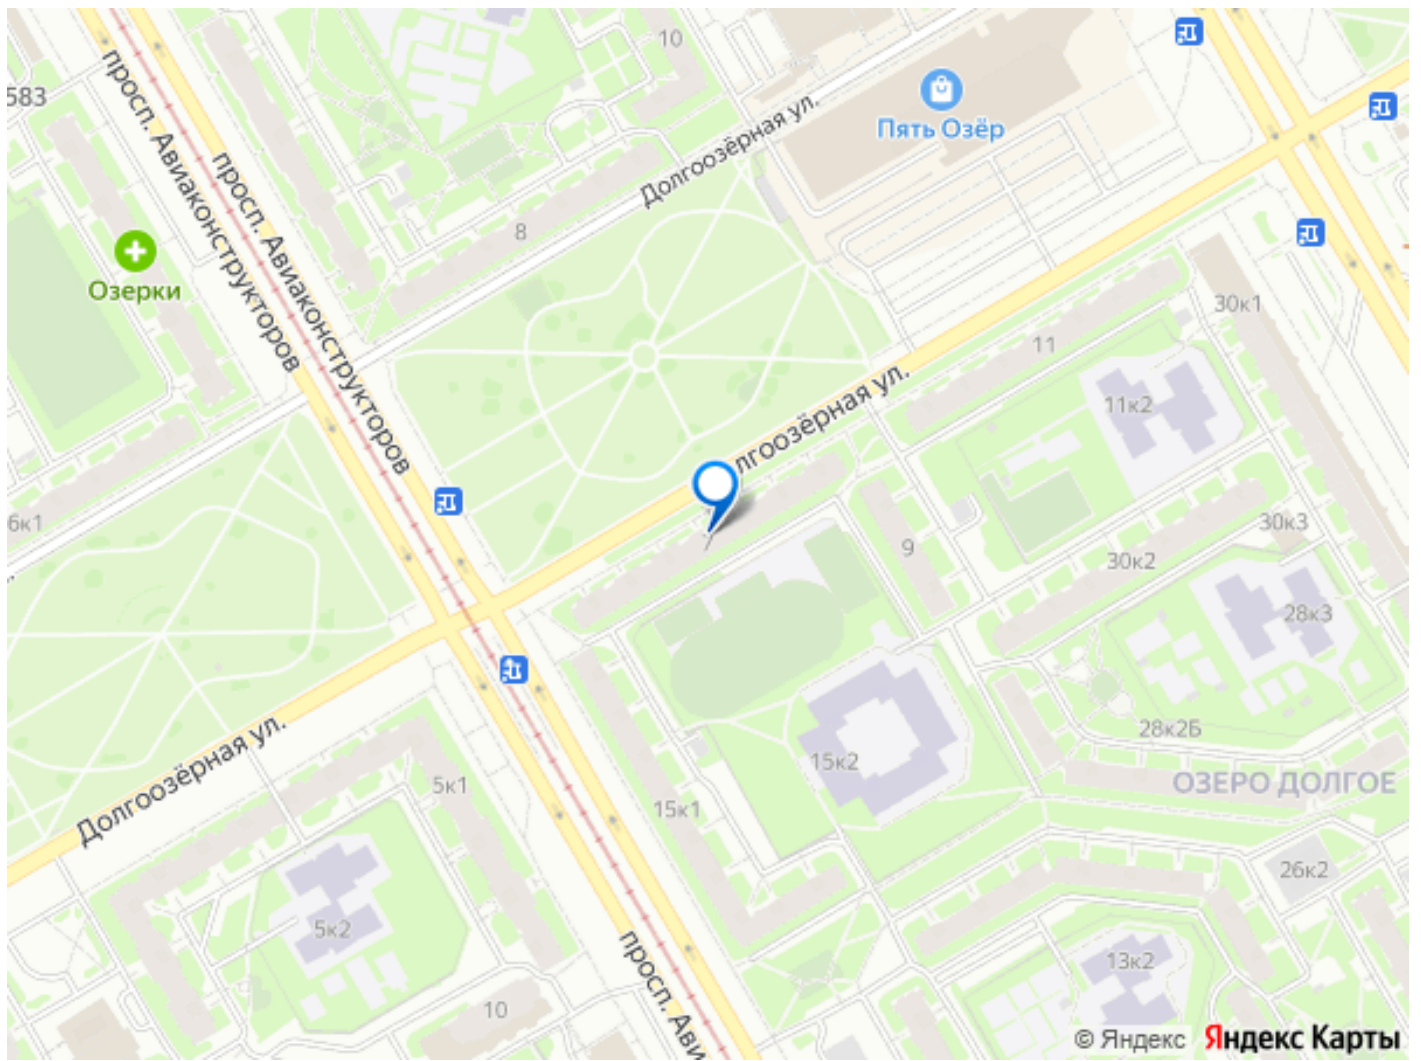 10
583
Пять Озёр
Долгоозёрная ул.
просп. Авиаконструкторов
просп. Авиаконструкторов
8
Озерки
30к1
11
11к2
Долгоозёрная ул.
6к1
30к3
9
30к2
28к3
28к2Б
Долгоозёрная ул.
15к2
ОЗЕРО ДОЛГОЕ
5к1
15к1
26к2
5к2
13к2
просп. Ави
10
© Яндекс Яндекс Карты